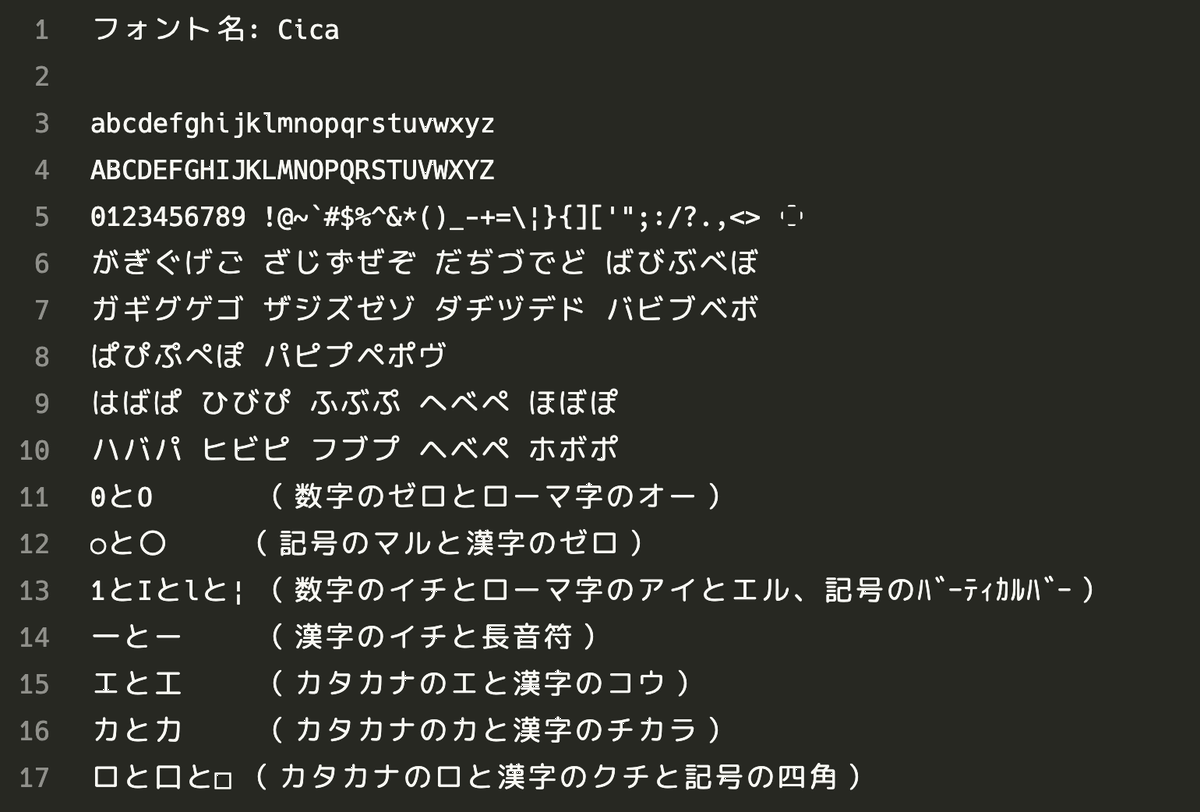 1 フォント名: Cica
2
3 abcdefghijklmnopqrstuvwxyz
4 ABCDEFGHIJKLMNOPQRSTUVWXYZ
5 0123456789 !@~`#$%^&*()_-+=\¦}{]['";:/?.,<>
6 がぎぐげご ざじずぜぞ だぢづでど ばびぶべぼ
7 ガギグゲゴ ザジズゼゾ ダヂヅデド バビブベボ
8 ぱぴぷぺぽ パピプペポヴ
9 はばぱ ひびぴ ふぶぷ へべぺ ほぼぽ
10 ハバパ ヒビピ フブプ ヘベペ ホボポ
11 0とO （数字のゼロとローマ字のオー）
12 ○と〇 （記号のマルと漢字のゼロ）
13 1とIとlと¦ （数字のイチとローマ字のアイとエル、記号のﾊﾞｰﾃｨｶﾙﾊﾞｰ）
14 一とー （漢字のイチと長音符）
15 エと工 （カタカナのエと漢字のコウ）
16 カと力 （カタカナのカと漢字のチカラ）
17 ロと口と□ （カタカナのロと漢字のクチと記号の四角）